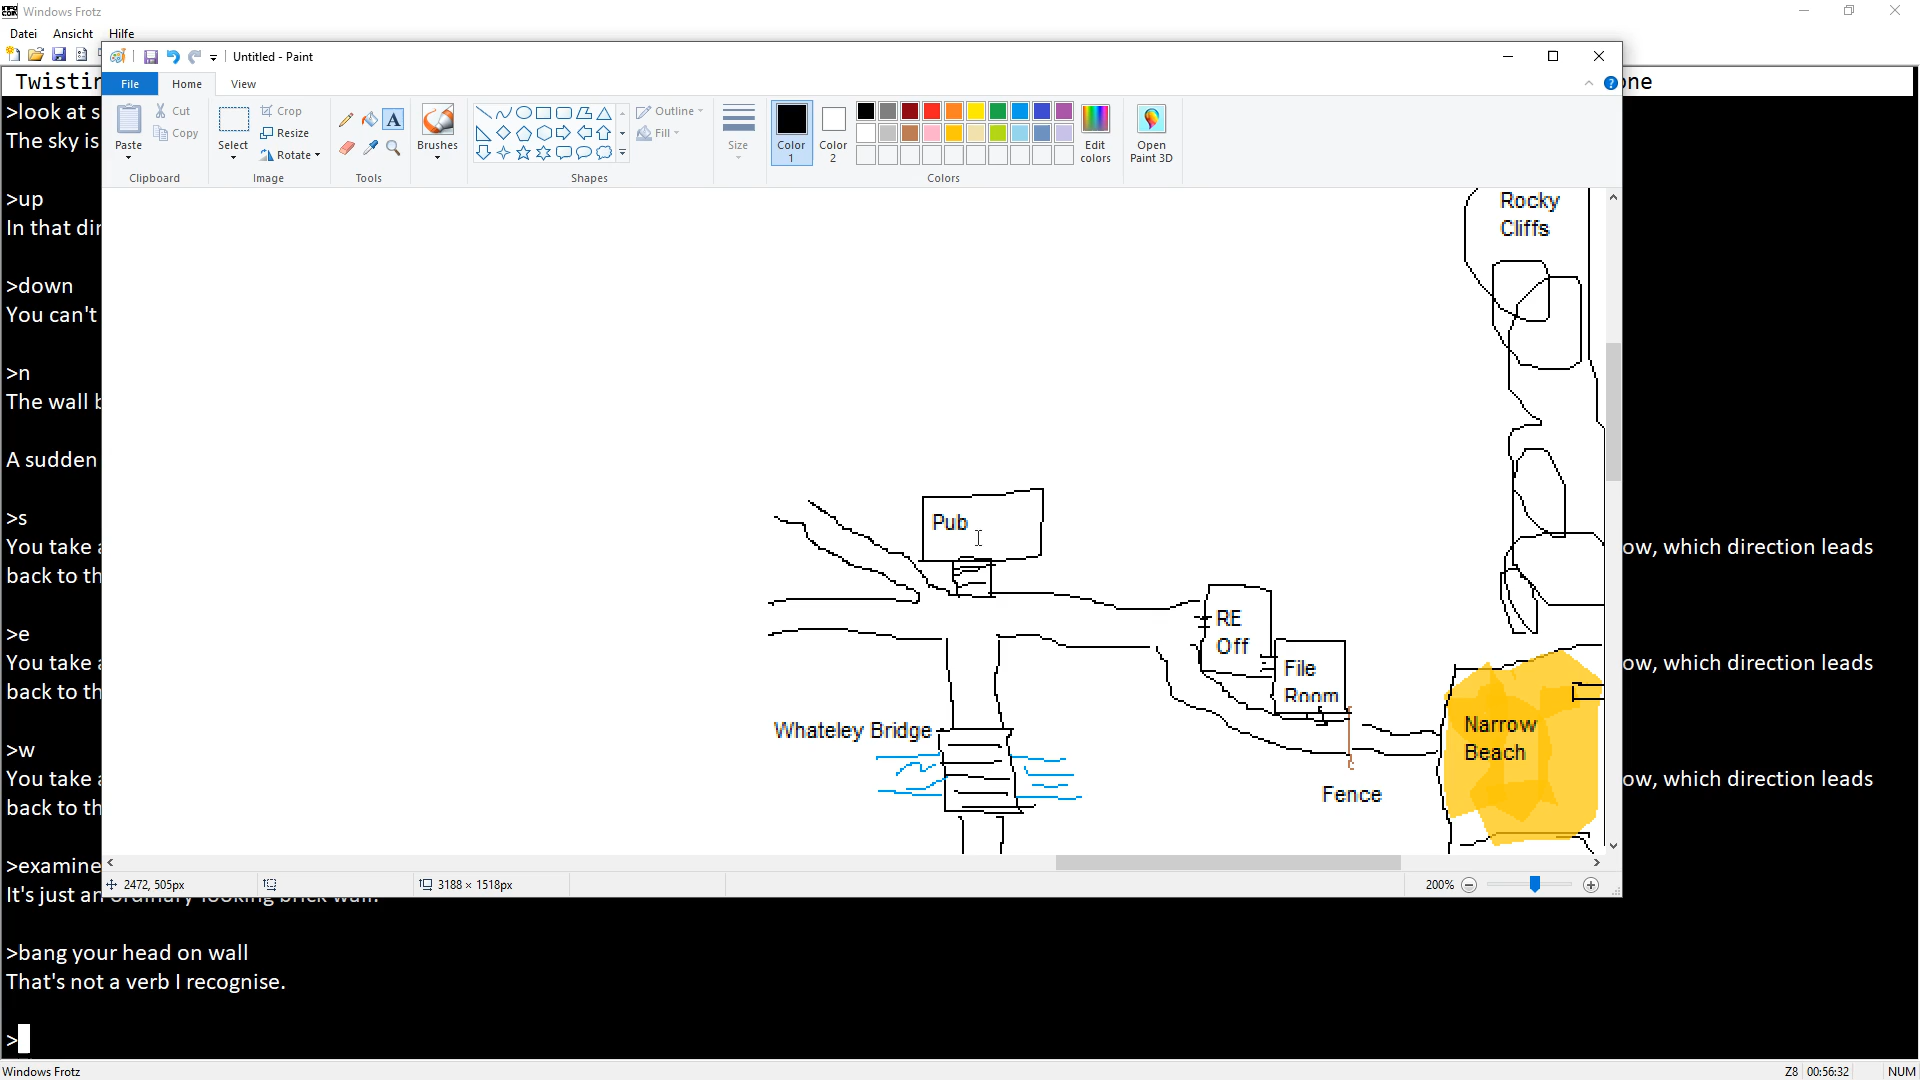 Windows Frotz
Datei Ansicht Hilfe
Untitled - Paint
File Home View
Paste
Cut
Copy
Clipboard
Select
Crop
Resize
Rotate
Image
Tools
Brushes
Shapes
Outline
Fill
Size
Color 1
Color 2
Colors
Edit colors
Open Paint 3D
>look at s
The sky is
>up
In that dir
>down
You can't
>n
The wall
A sudden
>s
You take
ow, which direction leads
back to th
>e
You take
ow, which direction leads
back to th
>w
You take
ow, which direction leads
back to th
>examine
It's just an ordinary-looking brick wall.
>bang your head on wall
That's not a verb I recognise.
>
Rocky
Cliffs
Pub
RE
Off
File
Room
Whateley Bridge
Narrow
Beach
Fence
2472, 505px
3188 × 1518px
200%
Windows Frotz
Z8 00:56:32 NUM